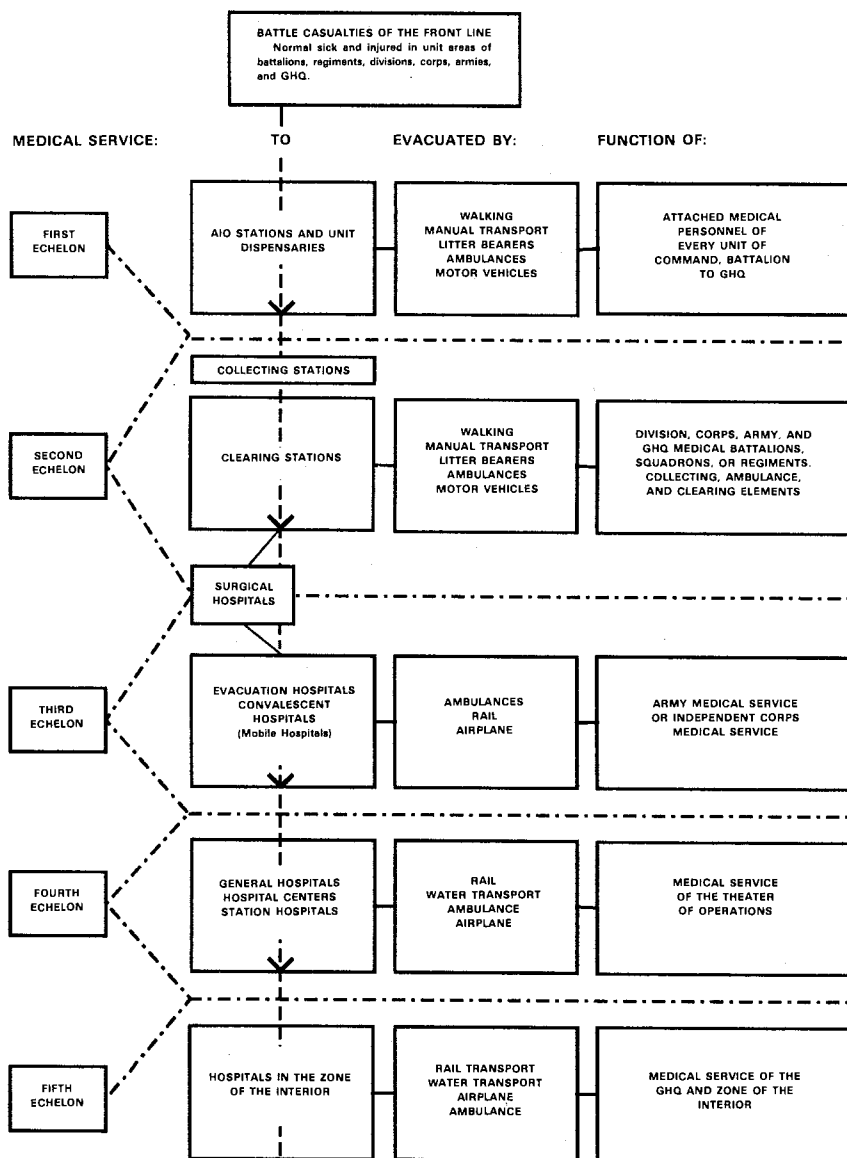 BATTLE CASUALTIES OF THE FRONT LINE
Normal sick and injured in unit areas of
battalions, regiments, divisions, corps, armies,
and GHQ.
MEDICAL SERVICE:
TO
EVACUATED BY:
FUNCTION OF:
FIRST
ECHELON
AIO STATIONS AND UNIT
DISPENSARIES
WALKING
MANUAL TRANSPORT
LITTER BEARERS
AMBULANCES
MOTOR VEHICLES
ATTACHED MEDICAL
PERSONNEL OF
EVERY UNIT OF
COMMAND, BATTALION
TO GHQ
COLLECTING STATIONS
SECOND
ECHELON
CLEARING STATIONS
WALKING
MANUAL TRANSPORT
LITTER BEARERS
AMBULANCES
MOTOR VEHICLES
DIVISION, CORPS, ARMY, AND
GHQ MEDICAL BATTALIONS,
SQUADRONS, OR REGIMENTS.
COLLECTING, AMBULANCE,
AND CLEARING ELEMENTS
SURGICAL
HOSPITALS
THIRD
ECHELON
EVACUATION HOSPITALS
CONVALESCENT
HOSPITALS
(Mobile Hospitals)
AMBULANCES
RAIL
AIRPLANE
ARMY MEDICAL SERVICE
OR INDEPENDENT CORPS
MEDICAL SERVICE
FOURTH
ECHELON
GENERAL HOSPITALS
HOSPITAL CENTERS
STATION HOSPITALS
RAIL
WATER TRANSPORT
AMBULANCE
AIRPLANE
MEDICAL SERVICE
OF THE THEATER
OF OPERATIONS
FIFTH
ECHELON
HOSPITALS IN THE ZONE
OF THE INTERIOR
RAIL TRANSPORT
WATER TRANSPORT
AIRPLANE
AMBULANCE
MEDICAL SERVICE OF THE
GHQ AND ZONE OF THE
INTERIOR